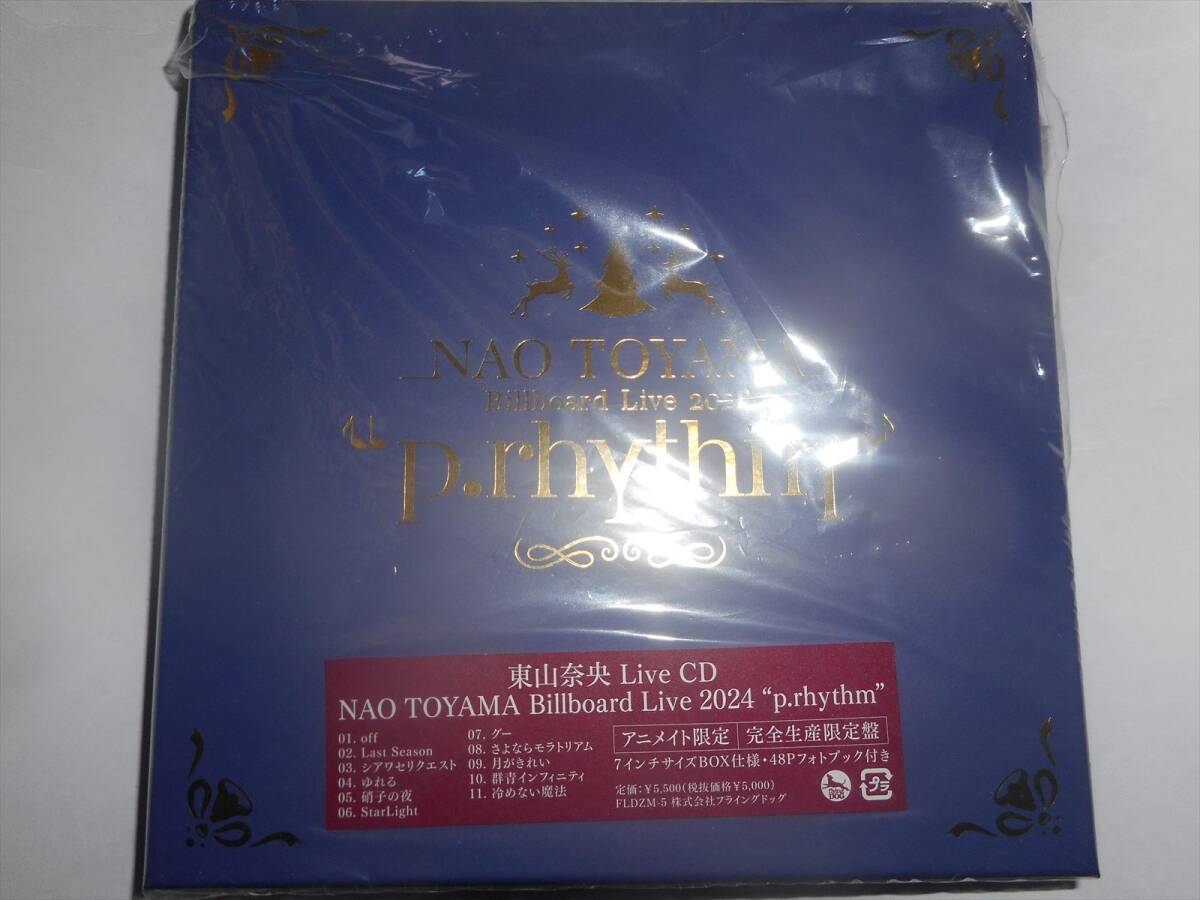 NAO TOYAMA
Billboard Live
“p.rhythm”
東山奈央 Live CD
NAO TOYAMA Billboard Live 2024 “p.rhythm”
01. off
02. Last Season
03. シアワセリクエスト
04. ゆれる
05. 硝子の夜
06. StarLight
07. グー
08. さよならモラトリアム
09. 月がきれい
10. 群青インフィニティ
11. 冷めない魔法
アニメイト限定 完全生産限定盤
7インチサイズBOX仕様・48Pフォトブック付き
定価：￥5,500（税抜価格￥5,000）
FLDZM-5 株式会社フライングドッグ
プラ